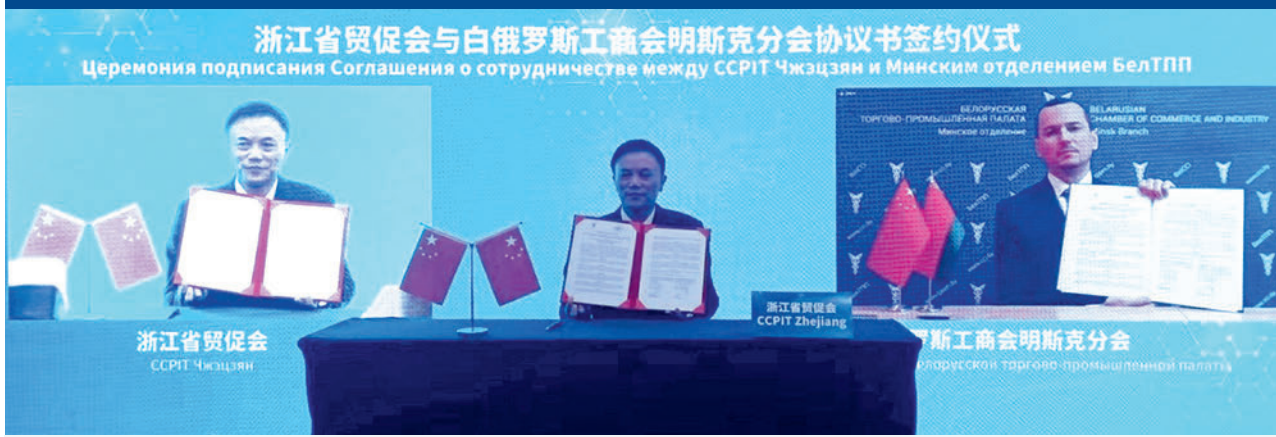 浙江省贸促会与白俄罗斯工商会明斯克分会协议书签约仪式
Церемония подписания Соглашения о сотрудничестве между CCPIT Чжэцзян и Минским отделением БелТПП
БЕЛОРУССКАЯ
ТОРГОВО-ПРОМЫШЛЕННАЯ ПАЛАТА
Минское отделение
BELARUSIAN
CHAMBER OF COMMERCE AND INDUSTRY
Minsk Branch
浙江省贸促会
CCPIT Чжэцзян
浙江省贸促会
CCPIT Zhejiang
罗斯工商会明斯克分会
елорусской торгово-промышленной палаты